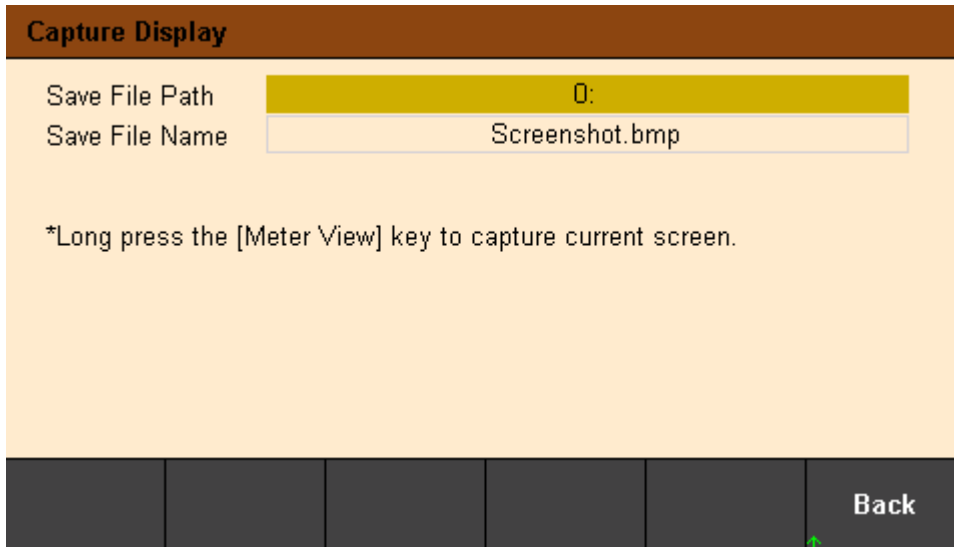 Capture Display
Save File Path 0:
Save File Name Screenshot.bmp
*Long press the [Meter View] key to capture current screen.
Back